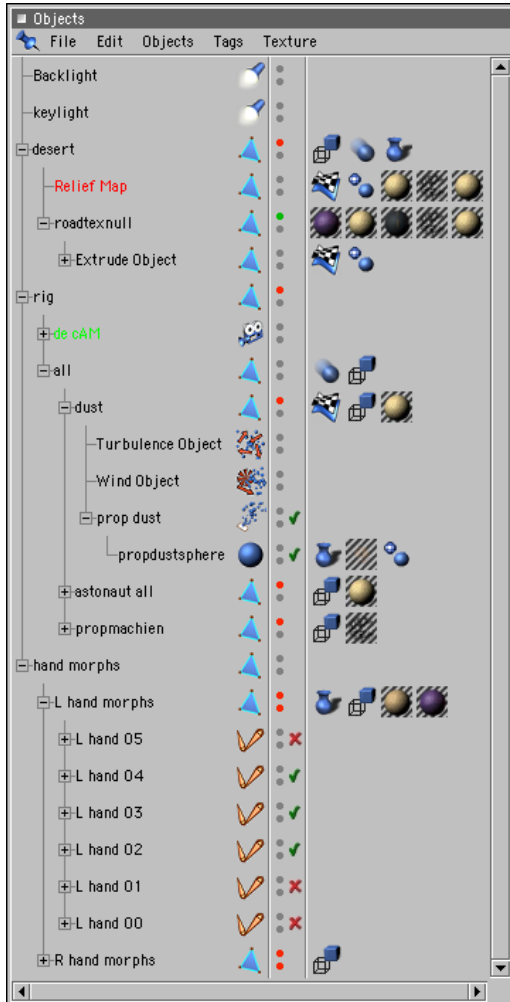 Objects
File Edit Objects Tags Texture
Backlight
keylight
desert
Relief Map
roadtexnull
Extrude Object
rig
de cAM
all
dust
Turbulence Object
Wind Object
prop dust
propdustsphere
astonaut all
propmachien
hand morphs
L hand morphs
L hand 05
L hand 04
L hand 03
L hand 02
L hand 01
L hand 00
R hand morphs